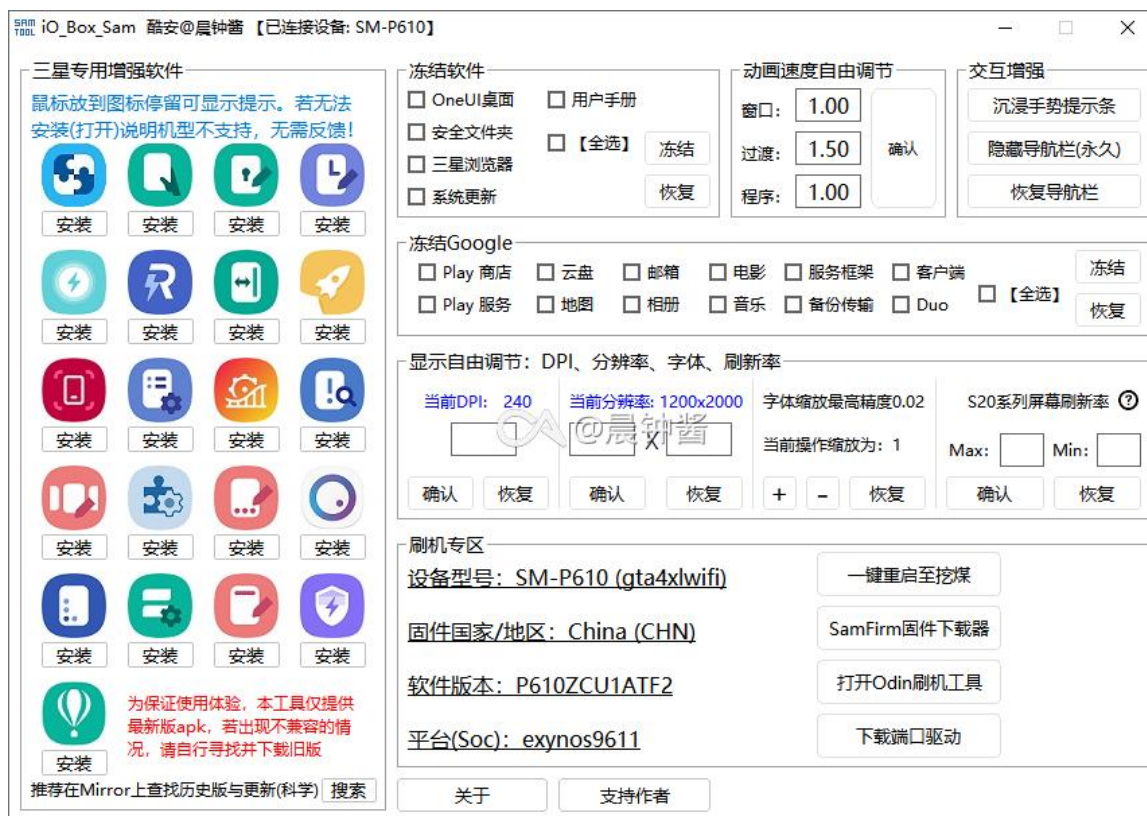 SAM TOOL iO_Box_Sam 酷安@晨钟酱 【已连接设备: SM-P610】
三星专用增强软件
鼠标放到图标停留可显示提示。若无法
安装(打开)说明机型不支持，无需反馈！
安装 安装 安装 安装
安装 安装 安装 安装
安装 安装 安装 安装
安装 安装 安装 安装
安装 安装 安装 安装
安装
为保证使用体验，本工具仅提供
最新版apk，若出现不兼容的情
况，请自行寻找并下载旧版
推荐在Mirror上查找历史版与更新(科学) 搜索
冻结软件
OneUI桌面 用户手册
安全文件夹 【全选】 冻结
三星浏览器
系统更新 恢复
动画速度自由调节
窗口: 1.00
过渡: 1.50 确认
程序: 1.00
交互增强
沉浸手势提示条
隐藏导航栏(永久)
恢复导航栏
冻结Google
Play 商店 云盘 邮箱 电影 服务框架 客户端 冻结
【全选】
Play 服务 地图 相册 音乐 备份传输 Duo 恢复
显示自由调节：DPI、分辨率、字体、刷新率
当前DPI: 240 当前分辨率: 1200x2000 字体缩放最高精度0.02 S20系列屏幕刷新率 ?
@晨钟酱
X 当前操作缩放为：1 Max: Min:
确认 恢复 确认 恢复 + - 恢复 确认 恢复
刷机专区
设备型号：SM-P610 (gta4xlwifi) 一键重启至挖煤
固件国家/地区：China (CHN) SamFirm固件下载器
软件版本：P610ZCU1ATF2 打开Odin刷机工具
平台(Soc)：exynos9611 下载端口驱动
关于 支持作者